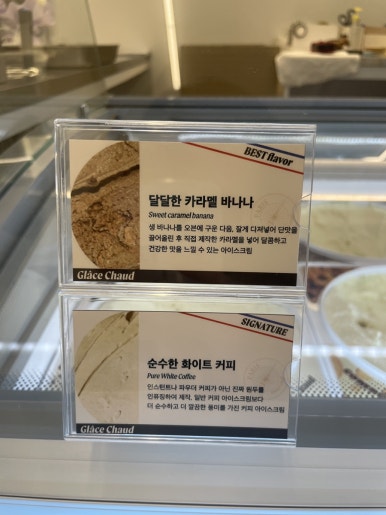 BEST flavor
달달한 카라멜 바나나
Sweet caramel banana
생 바나나를 오븐에 구운 다음, 잘게 다져넣어 단맛을
끌어올린 후 직접 제작한 카라멜을 넣어 달콤하고
건강한 맛을 느낄 수 있는 아이스크림
Glâce Chaud
SIGNATURE
순수한 화이트 커피
Pure White Coffee
인스턴트나 파우더 커피가 아닌 진짜 원두를
인퓨징하여 제작, 일반 커피 아이스크림보다
더 순수하고 더 깔끔한 풍미를 가진 커피 아이스크림
Glâce Chaud